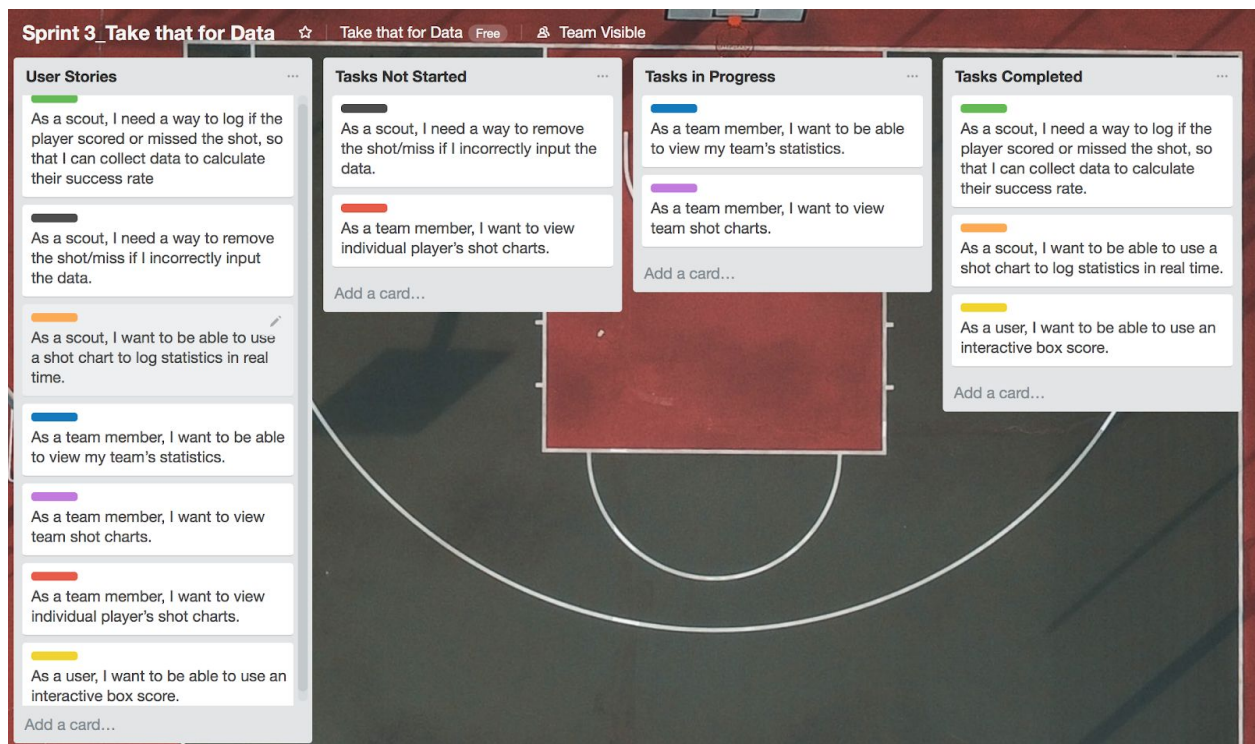 Sprint 3_Take that for Data
Take that for Data Free
Team Visible
User Stories
As a scout, I need a way to log if the
player scored or missed the shot, so
that I can collect data to calculate
their success rate
As a scout, I need a way to remove
the shot/miss if I incorrectly input
the data.
As a scout, I want to be able to use
a shot chart to log statistics in real
time.
As a team member, I want to be able
to view my team's statistics.
As a team member, I want to view
team shot charts.
As a team member, I want to view
individual player's shot charts.
As a user, I want to be able to use an
interactive box score.
Add a card…
Tasks Not Started
As a scout, I need a way to remove
the shot/miss if I incorrectly input the
data.
As a team member, I want to view
individual player's shot charts.
Add a card…
Tasks in Progress
As a team member, I want to be able
to view my team's statistics.
As a team member, I want to view
team shot charts.
Add a card…
Tasks Completed
As a scout, I need a way to log if the
player scored or missed the shot, so
that I can collect data to calculate
their success rate.
As a scout, I want to be able to use a
shot chart to log statistics in real time.
As a user, I want to be able to use an
interactive box score.
Add a card…